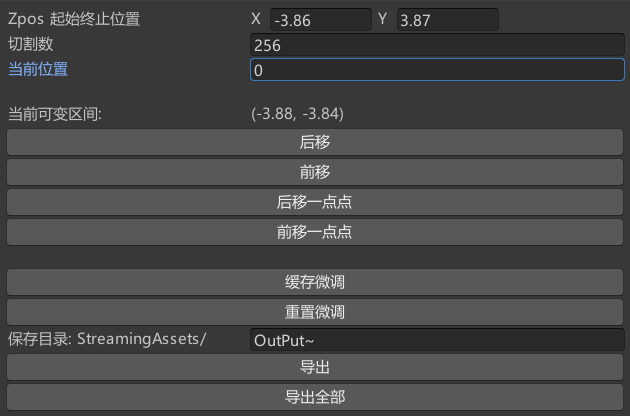 Zpos 起始终止位置 X -3.86 Y 3.87
切割数 256
当前位置 0
当前可变区间: (-3.88, -3.84)
后移
前移
后移一点点
前移一点点
缓存微调
重置微调
保存目录: StreamingAssets/ OutPut~
导出
导出全部